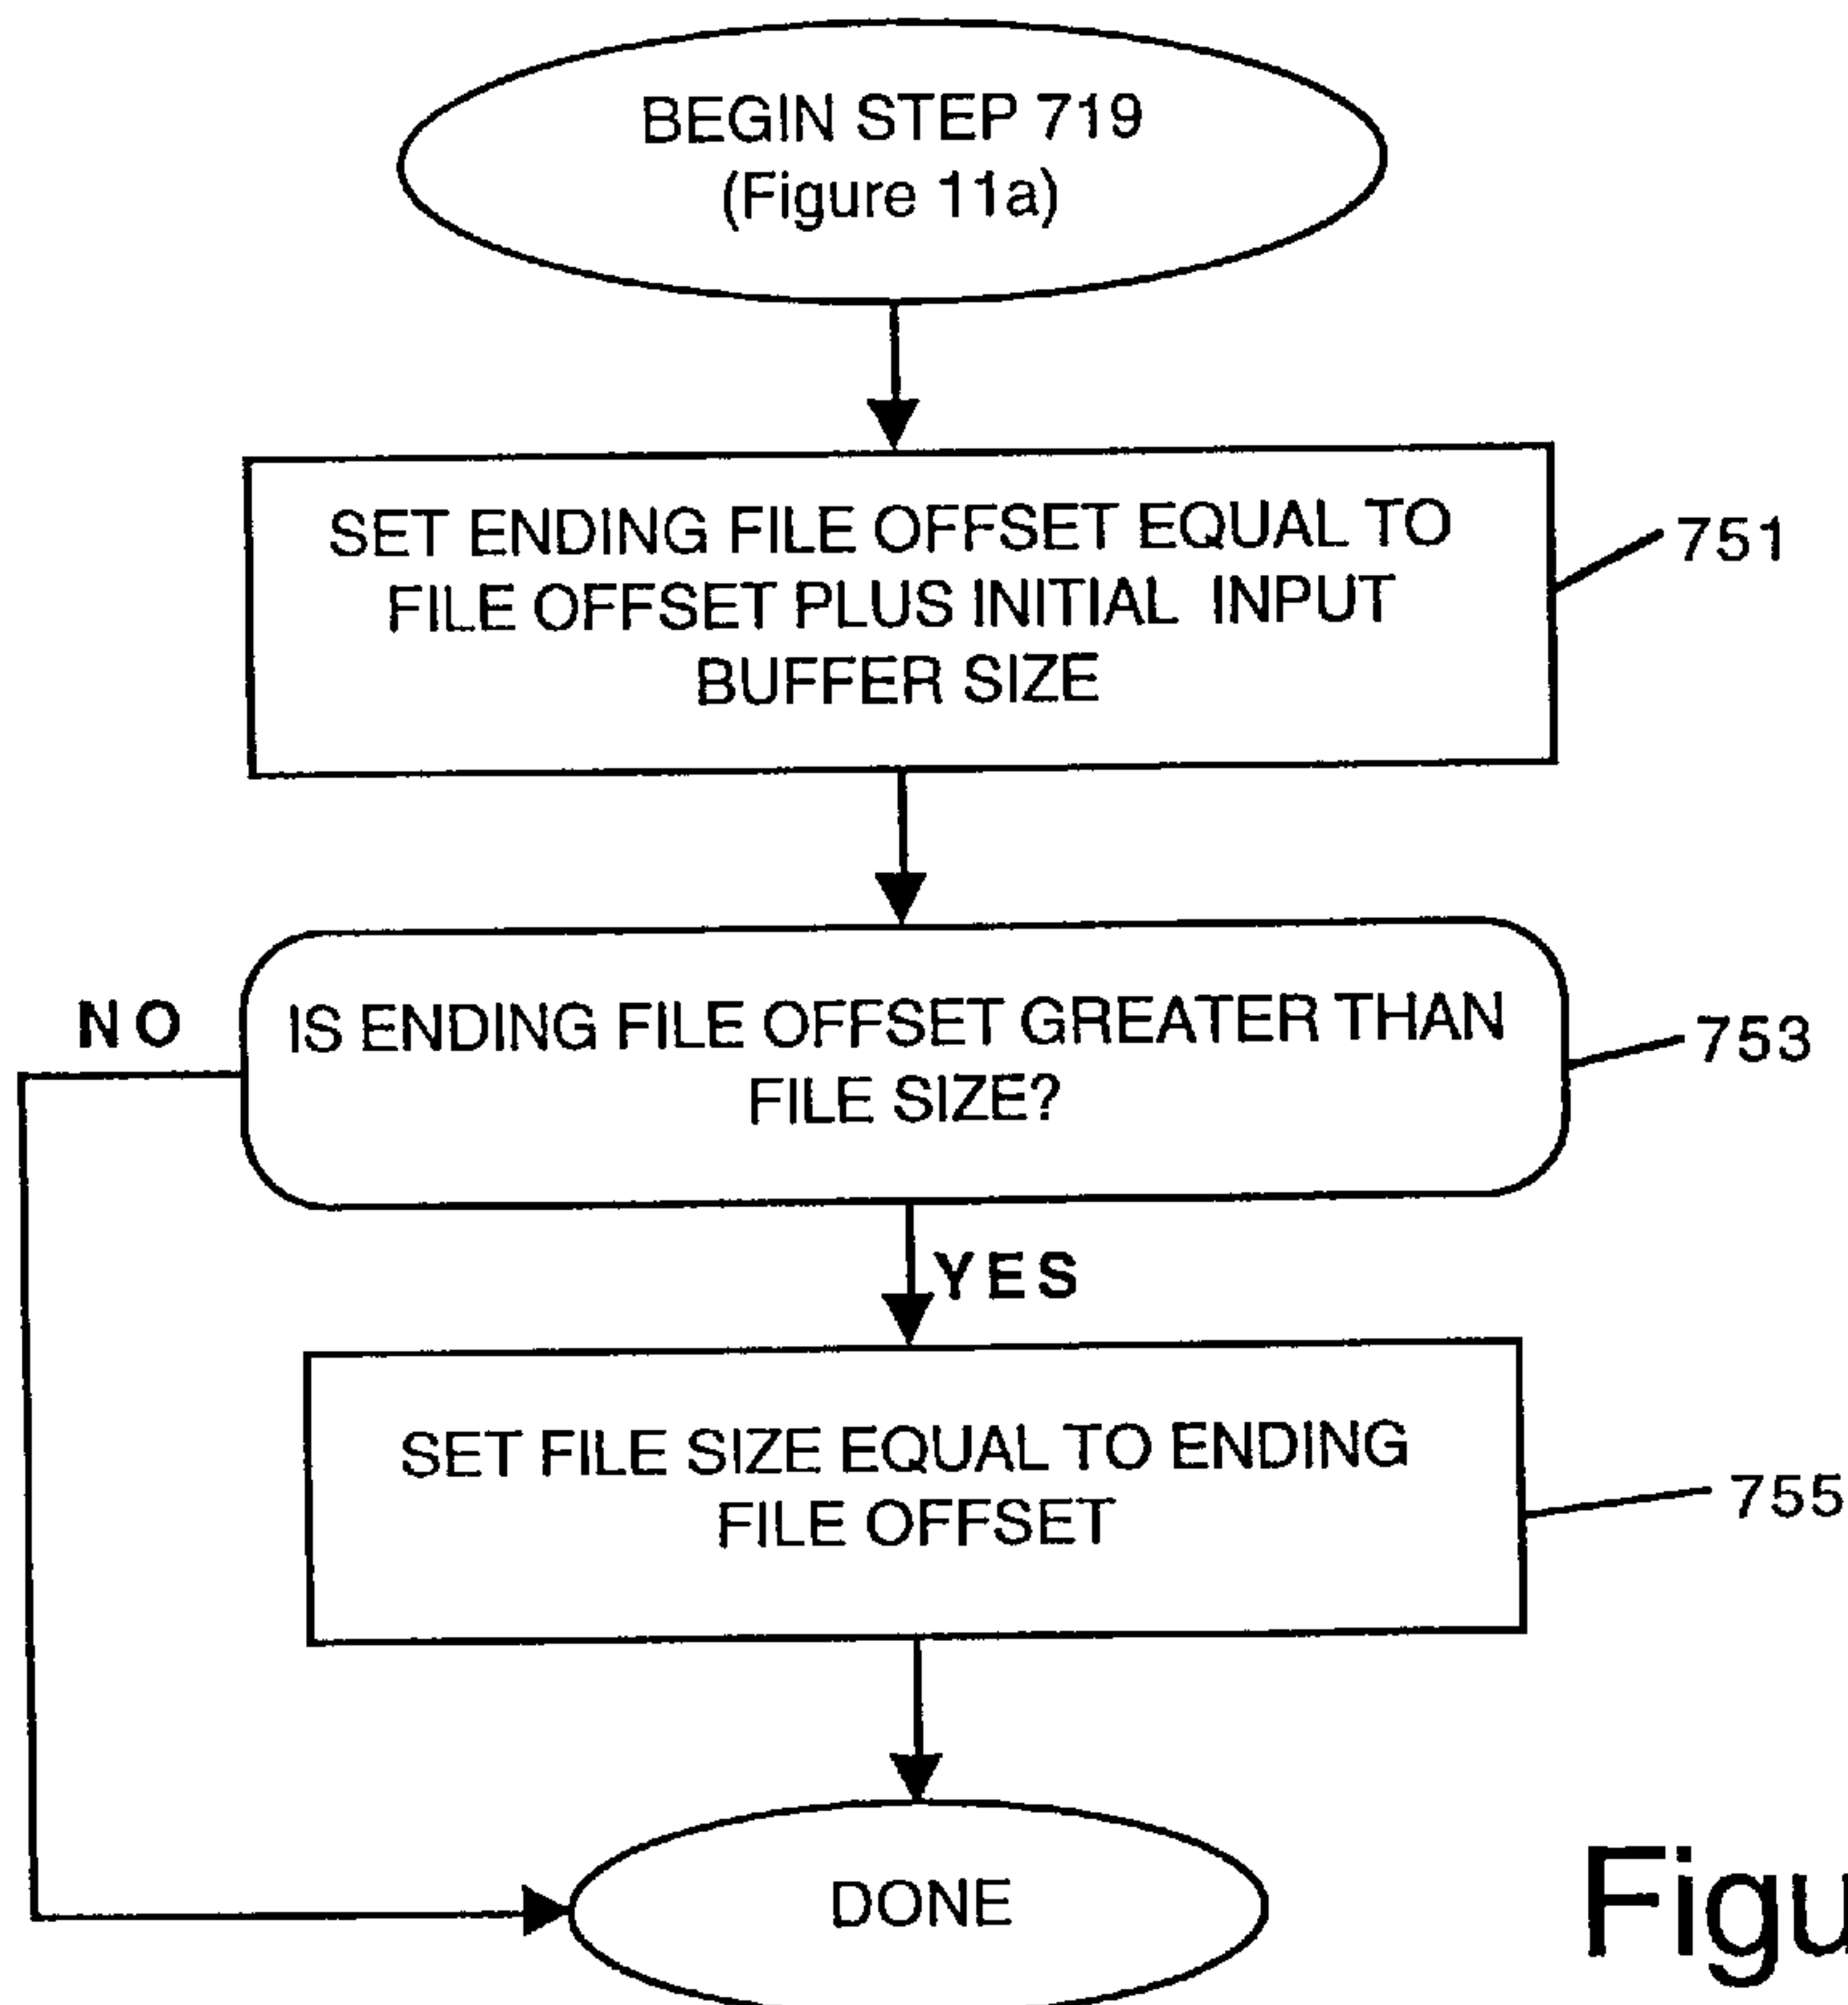 BEGIN STEP 719
(Figure 11a)
SET ENDING FILE OFFSET EQUAL TO
FILE OFFSET PLUS INITIAL INPUT
BUFFER SIZE
751
NO
IS ENDING FILE OFFSET GREATER THAN
FILE SIZE?
753
YES
SET FILE SIZE EQUAL TO ENDING
FILE OFFSET
755
DONE